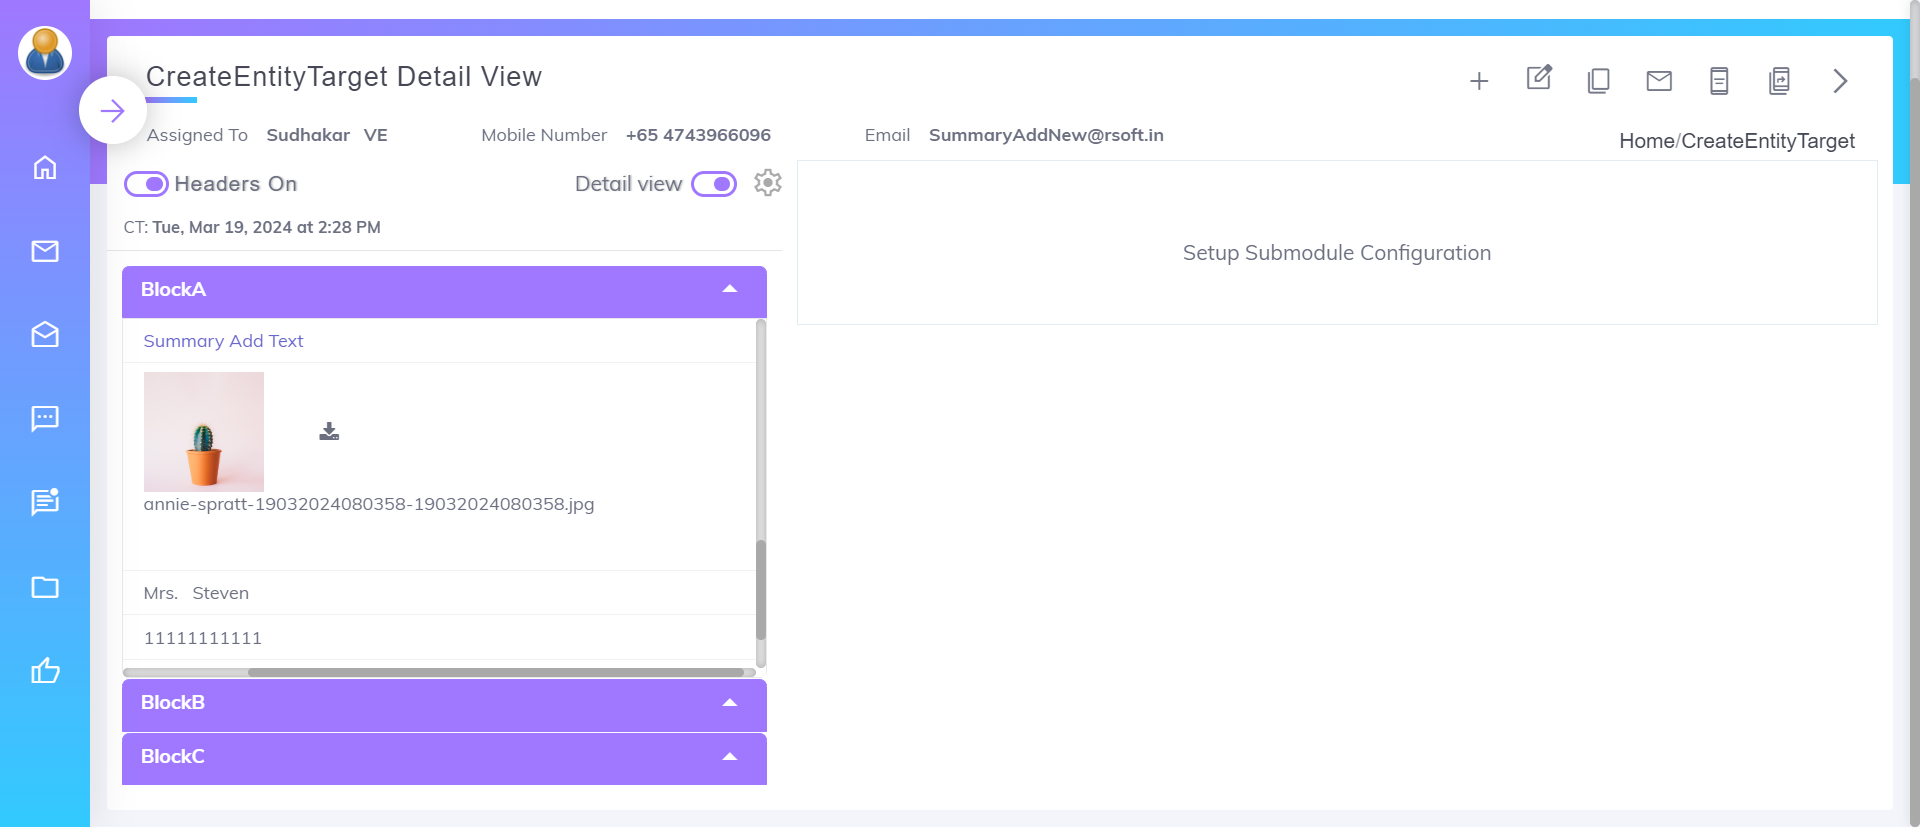 CreateEntityTarget Detail View
Assigned To Sudhakar VE Mobile Number +65 4743966096 Email SummaryAddNew@rsoft.in
Home/CreateEntityTarget
Headers On Detail view
CT: Tue, Mar 19, 2024 at 2:28 PM
Setup Submodule Configuration
BlockA
Summary Add Text
annie-spratt-19032024080358-19032024080358.jpg
Mrs. Steven
11111111111
BlockB
BlockC